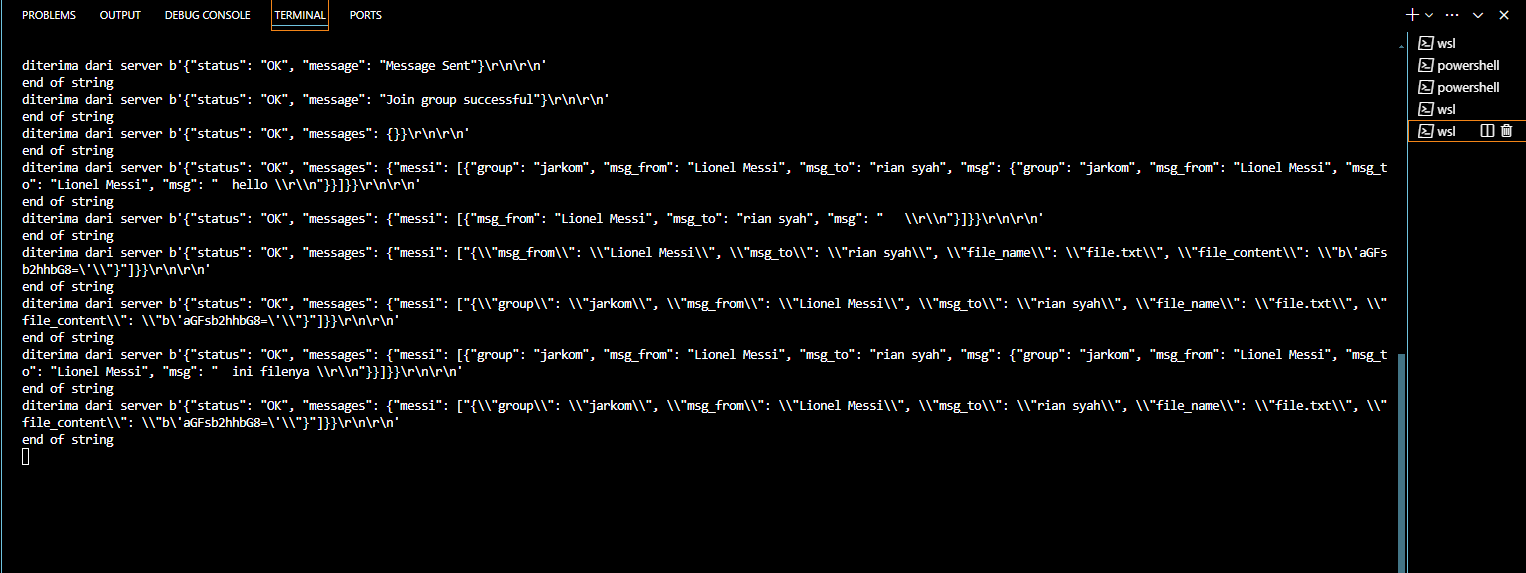 PROBLEMS OUTPUT DEBUG CONSOLE TERMINAL PORTS
diterima dari server b'{"status": "OK", "message": "Message Sent"}\r\n\r\n'
end of string
diterima dari server b'{"status": "OK", "message": "Join group successful"}\r\n\r\n'
end of string
diterima dari server b'{"status": "OK", "messages": {}}\r\n\r\n'
end of string
diterima dari server b'{"status": "OK", "messages": {"messi": [{"group": "jarkom", "msg_from": "Lionel Messi", "msg_to": "rian syah", "msg": {"group": "jarkom", "msg_from": "Lionel Messi", "msg_t
o": "Lionel Messi", "msg": "  hello \\r\\n"}}]}}\r\n\r\n'
end of string
diterima dari server b'{"status": "OK", "messages": {"messi": [{"msg_from": "Lionel Messi", "msg_to": "rian syah", "msg": "   \\r\\n"}]}}\r\n\r\n'
end of string
diterima dari server b'{"status": "OK", "messages": {"messi": ["{\\"msg_from\\": \\"Lionel Messi\\", \\"msg_to\\": \\"rian syah\\", \\"file_name\\": \\"file.txt\\", \\"file_content\\": \\"b\'aGFs
b2hhbG8=\'\\"}"]}}\r\n\r\n'
end of string
diterima dari server b'{"status": "OK", "messages": {"messi": ["{\\"group\\": \\"jarkom\\", \\"msg_from\\": \\"Lionel Messi\\", \\"msg_to\\": \\"rian syah\\", \\"file_name\\": \\"file.txt\\", \\"
file_content\\": \\"b\'aGFsb2hhbG8=\'\\"}"]}}\r\n\r\n'
end of string
diterima dari server b'{"status": "OK", "messages": {"messi": [{"group": "jarkom", "msg_from": "Lionel Messi", "msg_to": "rian syah", "msg": {"group": "jarkom", "msg_from": "Lionel Messi", "msg_t
o": "Lionel Messi", "msg": "  ini filenya \\r\\n"}}]}}\r\n\r\n'
end of string
diterima dari server b'{"status": "OK", "messages": {"messi": ["{\\"group\\": \\"jarkom\\", \\"msg_from\\": \\"Lionel Messi\\", \\"msg_to\\": \\"rian syah\\", \\"file_name\\": \\"file.txt\\", \\"
file_content\\": \\"b\'aGFsb2hhbG8=\'\\"}"]}}\r\n\r\n'
end of string
wsl
powershell
powershell
wsl
wsl